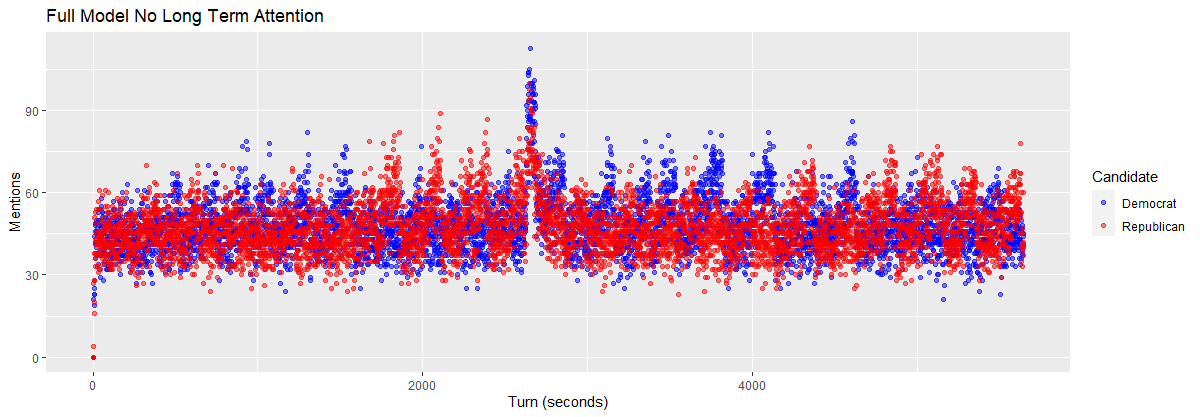 Full Model No Long Term Attention
Mentions
90
60
30
0
0
2000
4000
Turn (seconds)
Candidate
Democrat
Republican